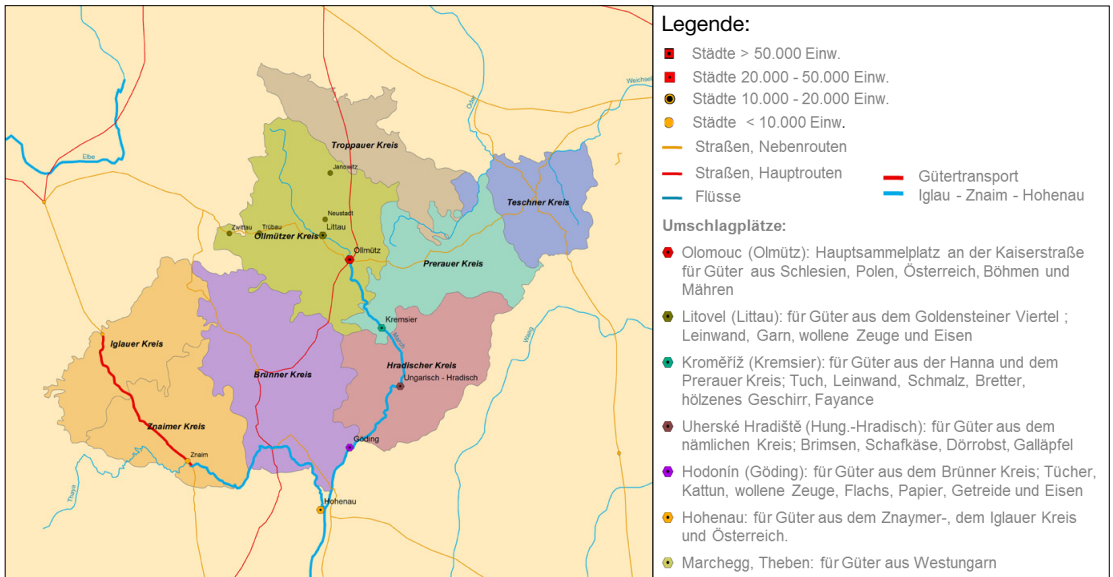 Elbe
Oder
Weichsel
Troppauer Kreis
Janowitz
Teschner Kreis
Neustadt
Zwittau
Trübau
Littau
Ollmützer Kreis
Ollmütz
Prerauer Kreis
Kremsier
March
Waag
Iglauer Kreis
Hradischer Kreis
Brünner Kreis
Ungarisch - Hradisch
Znaimer Kreis
Göding
Znaim
Thaya
Hohenau
Legende:
Städte > 50.000 Einw.
Städte 20.000 - 50.000 Einw.
Städte 10.000 - 20.000 Einw.
Städte < 10.000 Einw.
Straßen, Nebenrouten
Straßen, Hauptrouten
Flüsse
Gütertransport
Iglau - Znaim - Hohenau
Umschlagplätze:
Olomouc (Olmütz): Hauptsammelplatz an der Kaiserstraße
für Güter aus Schlesien, Polen, Österreich, Böhmen und
Mähren
Litovel (Littau): für Güter aus dem Goldensteiner Viertel ;
Leinwand, Garn, wollene Zeuge und Eisen
Kroměříž (Kremsier): für Güter aus der Hanna und dem
Prerauer Kreis; Tuch, Leinwand, Schmalz, Bretter,
hölzenes Geschirr, Fayance
Uherské Hradiště (Hung.-Hradisch): für Güter aus dem
nämlichen Kreis; Brimsen, Schafkäse, Dörrobst, Galläpfel
Hodonín (Göding): für Güter aus dem Brünner Kreis; Tücher,
Kattun, wollene Zeuge, Flachs, Papier, Getreide und Eisen
Hohenau: für Güter aus dem Znaymer-, dem Iglauer Kreis
und Österreich.
Marchegg, Theben: für Güter aus Westungarn